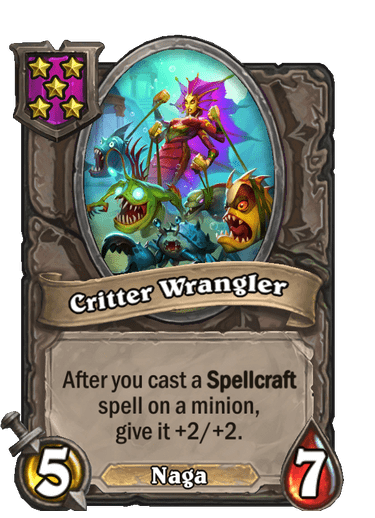 Critter Wrangler
After you cast a Spellcraft
spell on a minion,
give it +2/+2.
5
Naga
7